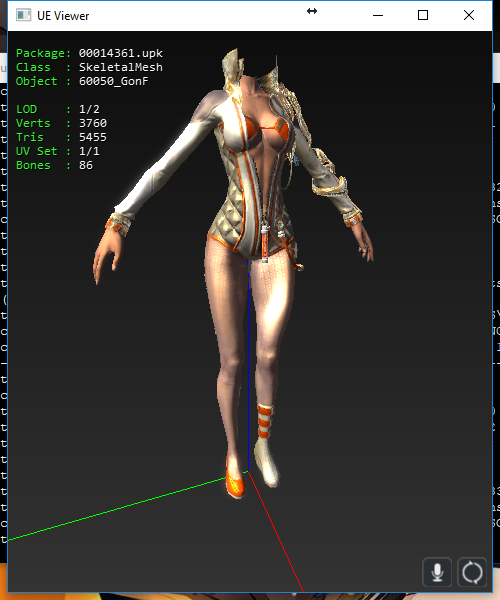 UE Viewer
Package: 00014361.upk
Class : SkeletalMesh
Object : 60050_GonF
LOD : 1/2
Verts : 3760
Tris : 5455
UV Set : 1/1
Bones : 86